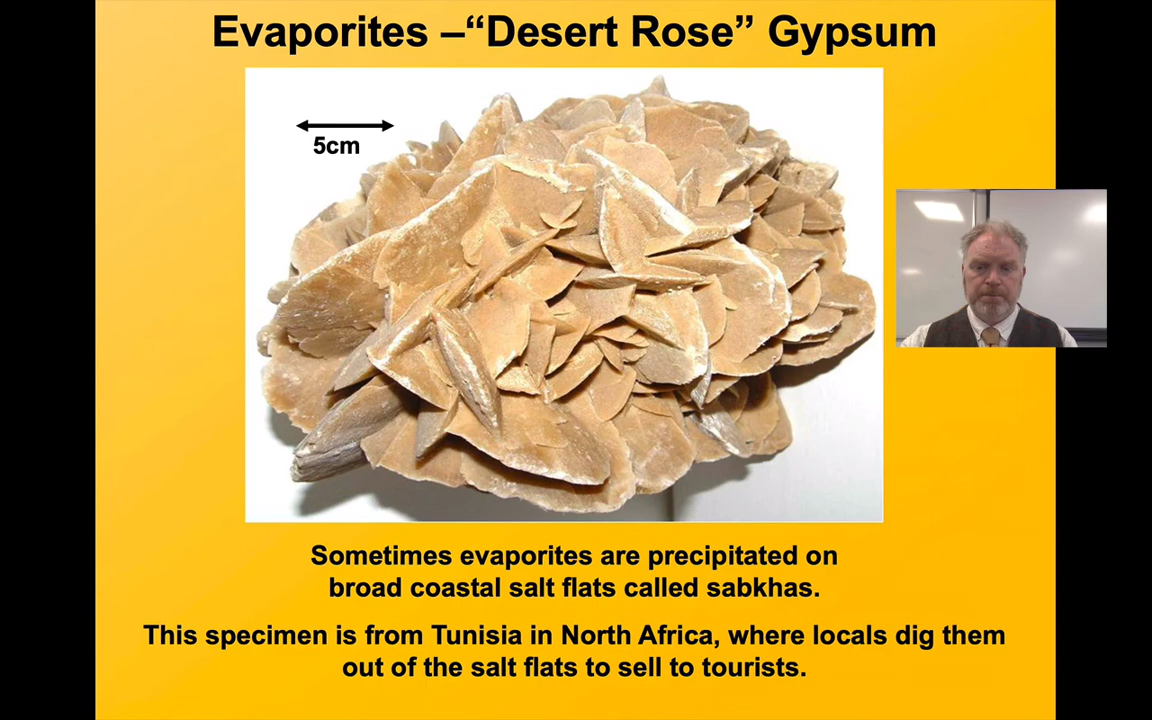 Evaporites –“Desert Rose” Gypsum
5cm
Sometimes evaporites are precipitated on
broad coastal salt flats called sabkhas.
This specimen is from Tunisia in North Africa, where locals dig them
out of the salt flats to sell to tourists.